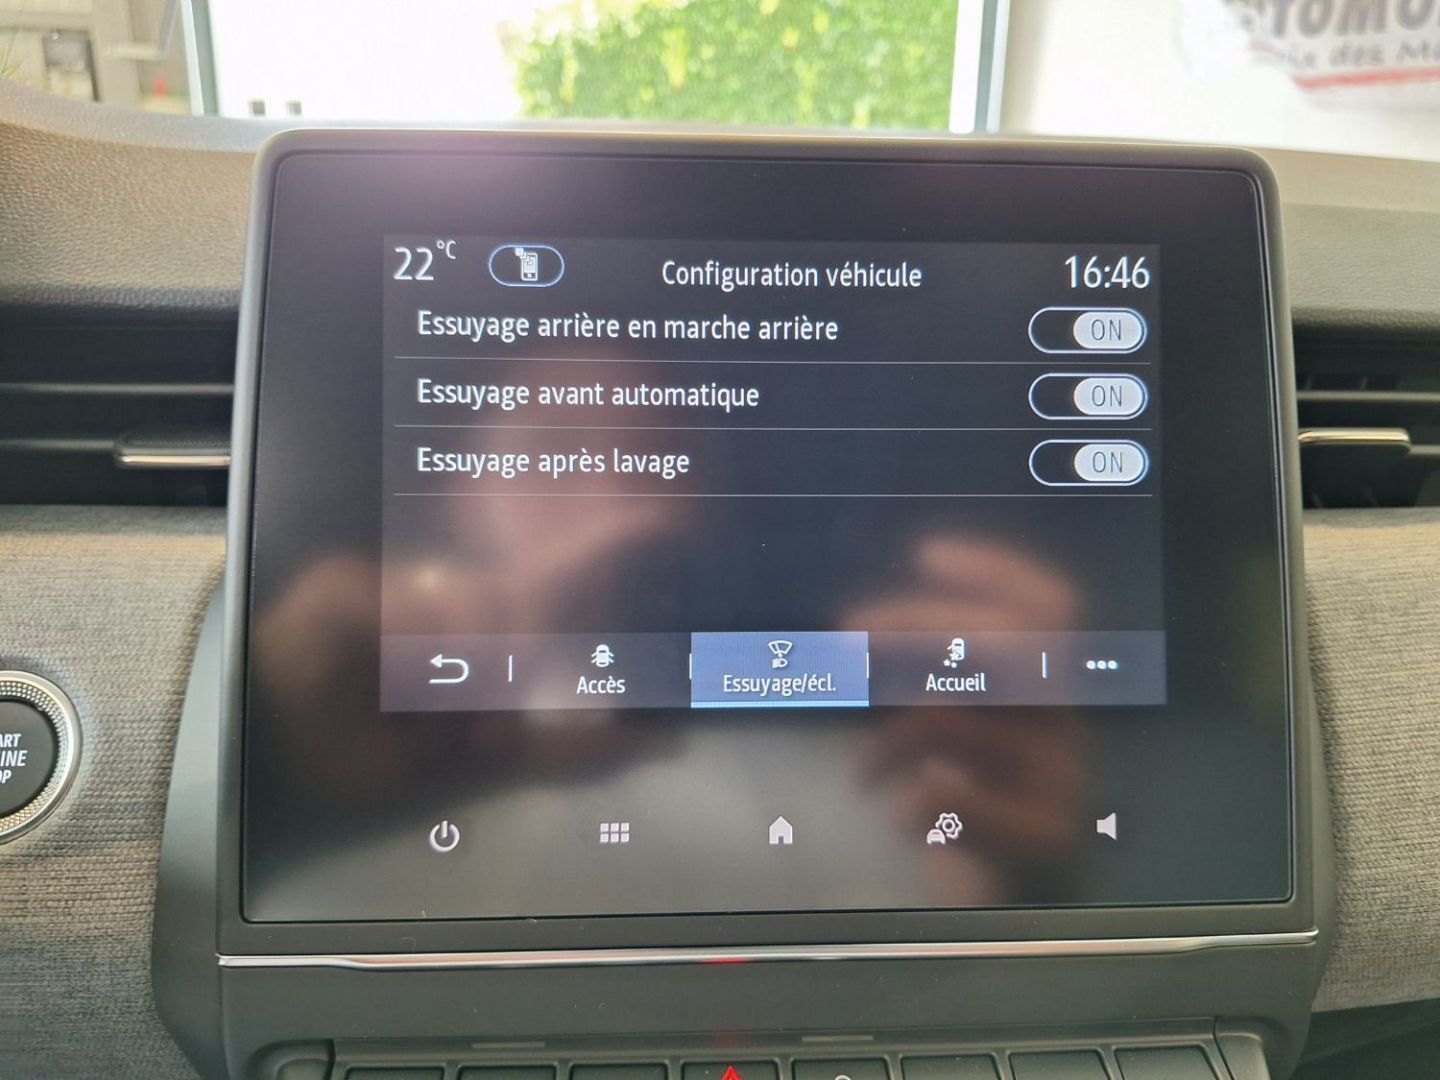 22°C
Configuration véhicule
16:46
Essuyage arrière en marche arrière
ON
Essuyage avant automatique
ON
Essuyage après lavage
ON
Accès
Essuyage/écl.
Accueil
•••